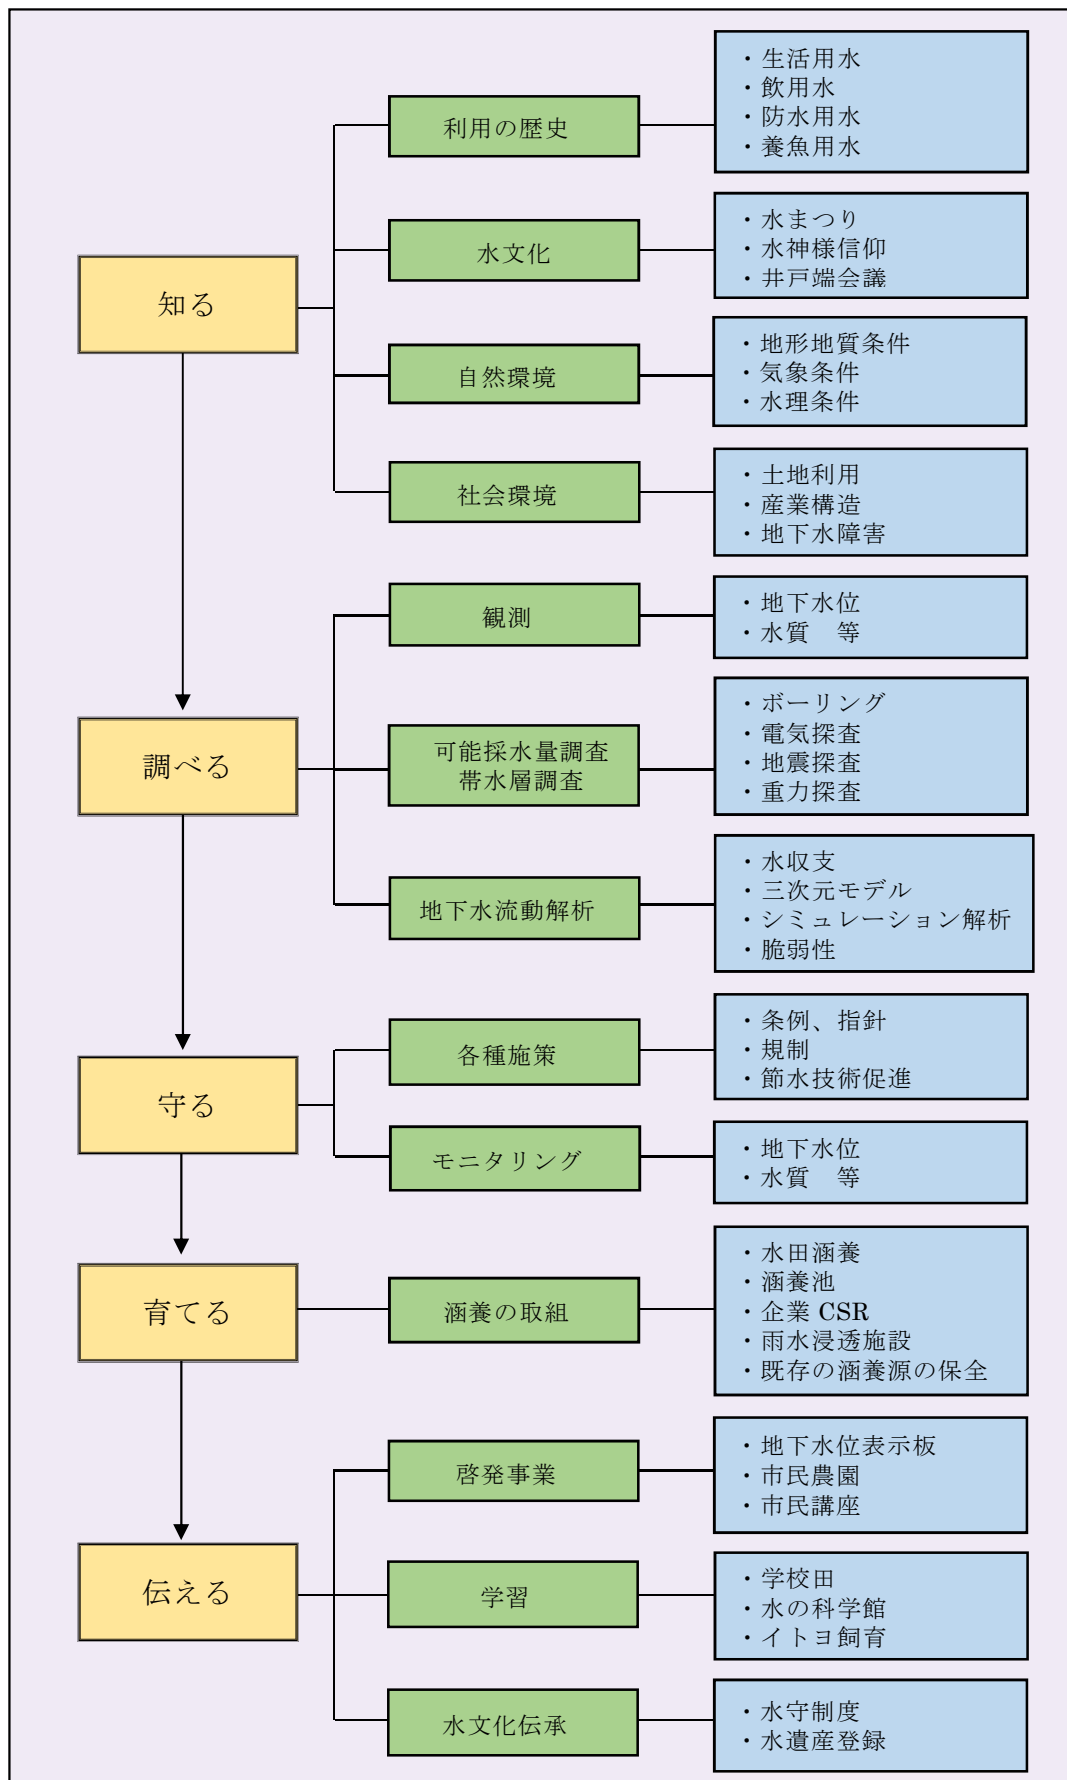 知る
利用の歴史
・生活用水
・飲用水
・防水用水
・養魚用水
水文化
・水まつり
・水神様信仰
・井戸端会議
自然環境
・地形地質条件
・気象条件
・水理条件
社会環境
・土地利用
・産業構造
・地下水障害
調べる
観測
・地下水位
・水質　等
可能採水量調査
帯水層調査
・ボーリング
・電気探査
・地震探査
・重力探査
地下水流動解析
・水収支
・三次元モデル
・シミュレーション解析
・脆弱性
守る
各種施策
・条例、指針
・規制
・節水技術促進
モニタリング
・地下水位
・水質　等
育てる
涵養の取組
・水田涵養
・涵養池
・企業 CSR
・雨水浸透施設
・既存の涵養源の保全
伝える
啓発事業
・地下水位表示板
・市民農園
・市民講座
学習
・学校田
・水の科学館
・イトヨ飼育
水文化伝承
・水守制度
・水遺産登録